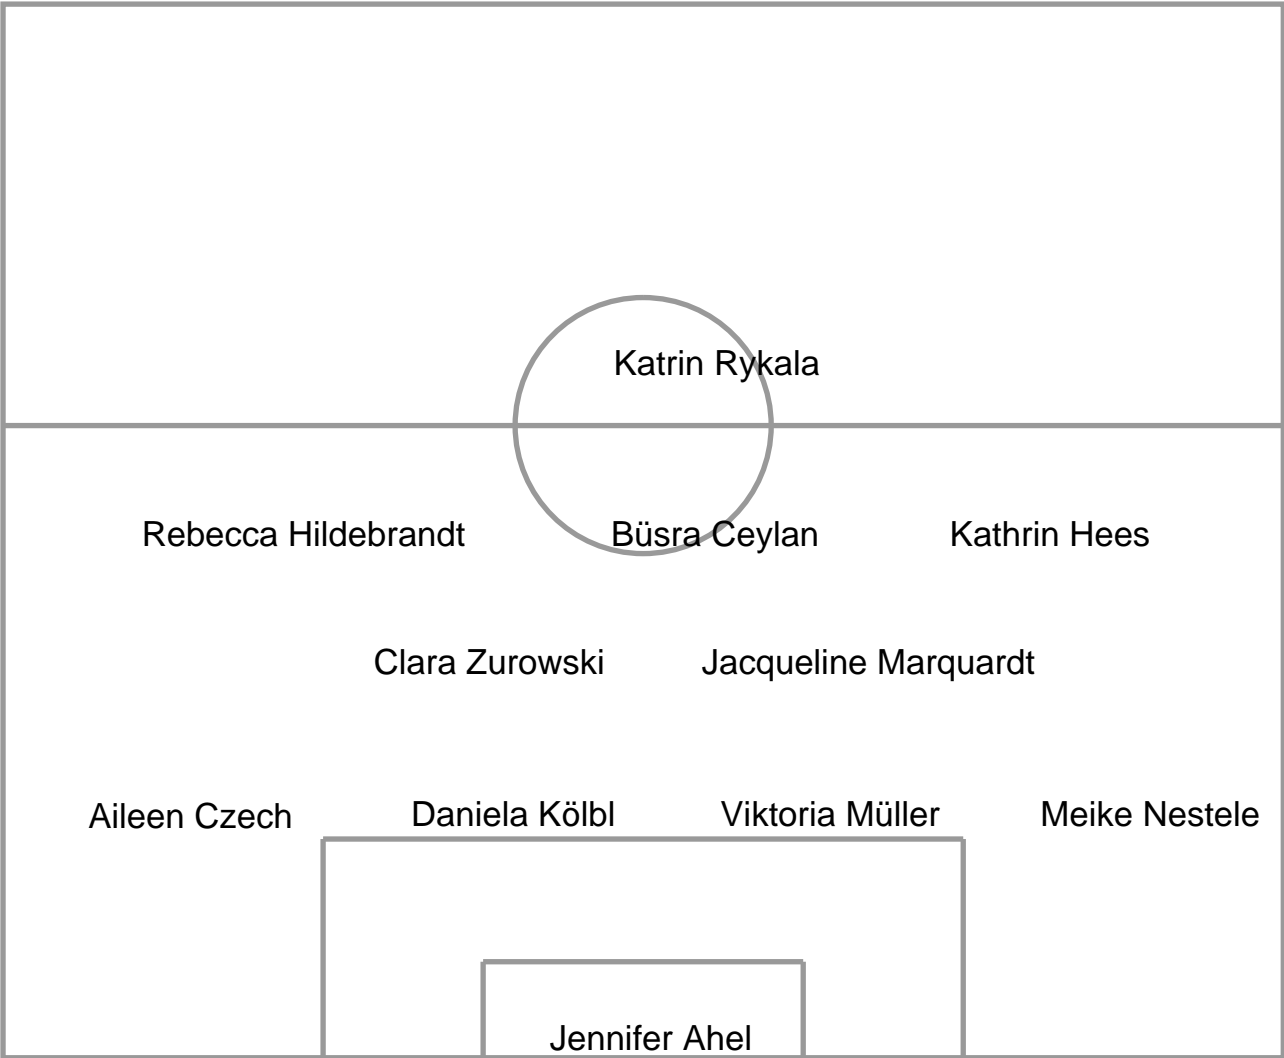 Katrin Rykala
Rebecca Hildebrandt
Büsra Ceylan
Kathrin Hees
Clara Zurowski
Jacqueline Marquardt
Aileen Czech
Daniela Kölbl
Viktoria Müller
Meike Nestele
Jennifer Ahel